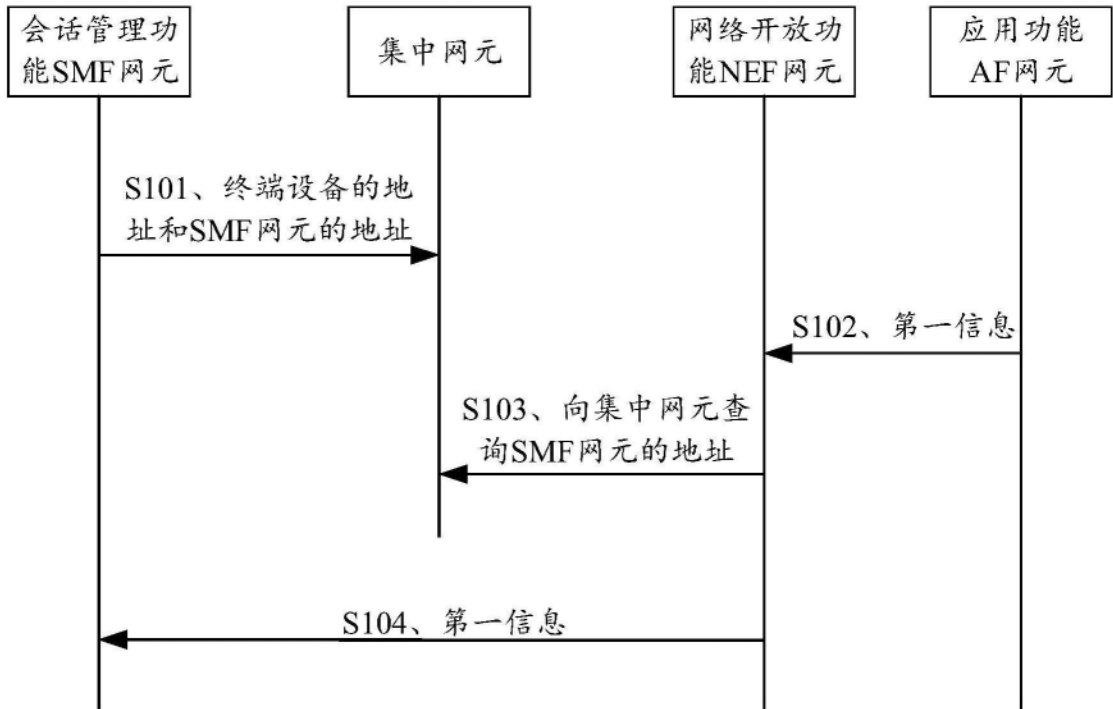 会话管理功
能SMF网元
集中网元
网络开放功
能NEF网元
应用功能
AF网元
S101、终端设备的地
址和SMF网元的地址
S102、第一信息
S103、向集中网元查
询SMF网元的地址
S104、第一信息